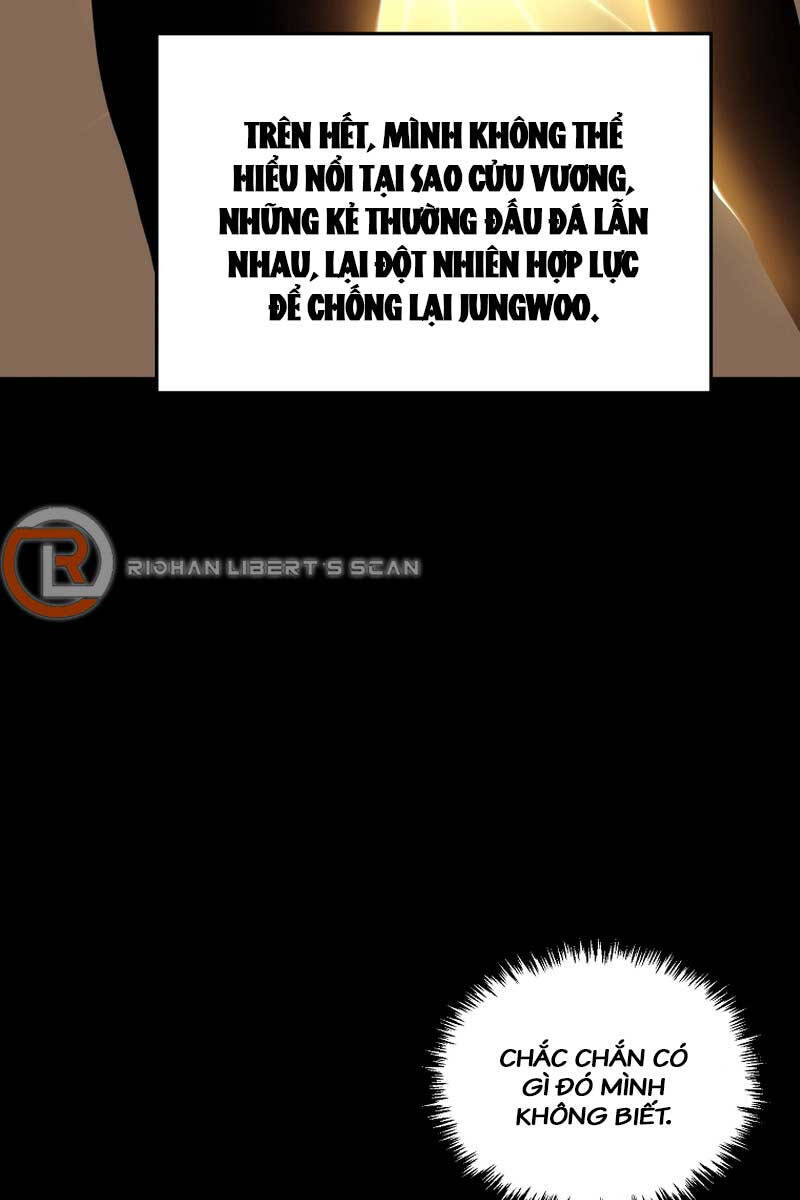 TRÊN HẾT, MÌNH KHÔNG THỂ
HIỂU NỔI TẠI SAO CỬU VƯƠNG,
NHỮNG KẺ THƯỜNG ĐẤU ĐÁ LẪN
NHAU, LẠI ĐỘT NHIÊN HỢP LỰC
ĐỂ CHỐNG LẠI JUNGWOO.
RIOHAN LIBERT'S SCAN
CHẮC CHẮN CÓ
GÌ ĐÓ MÌNH
KHÔNG BIẾT.